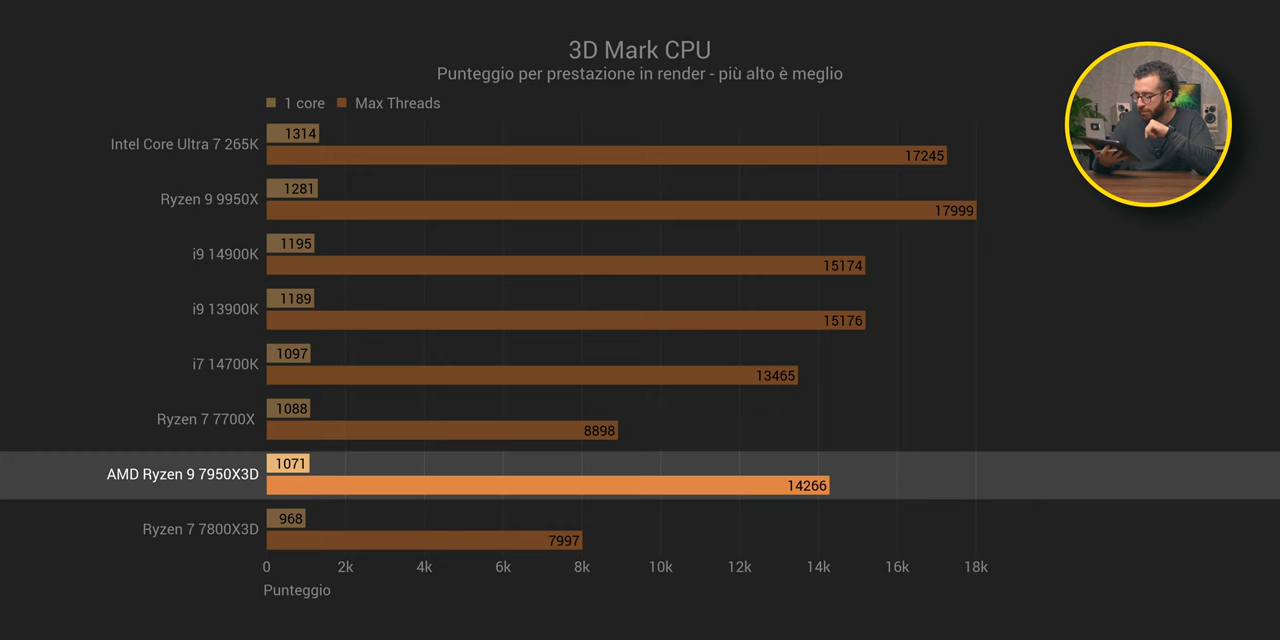 3D Mark CPU
Punteggio per prestazione in render - più alto è meglio
1 core Max Threads
Intel Core Ultra 7 265K 1314 17245
Ryzen 9 9950X 1281 17999
i9 14900K 1195 15174
i9 13900K 1189 15176
i7 14700K 1097 13465
Ryzen 7 7700X 1088 8898
AMD Ryzen 9 7950X3D 1071 14266
Ryzen 7 7800X3D 968 7997
0 2k 4k 6k 8k 10k 12k 14k 16k 18k
Punteggio